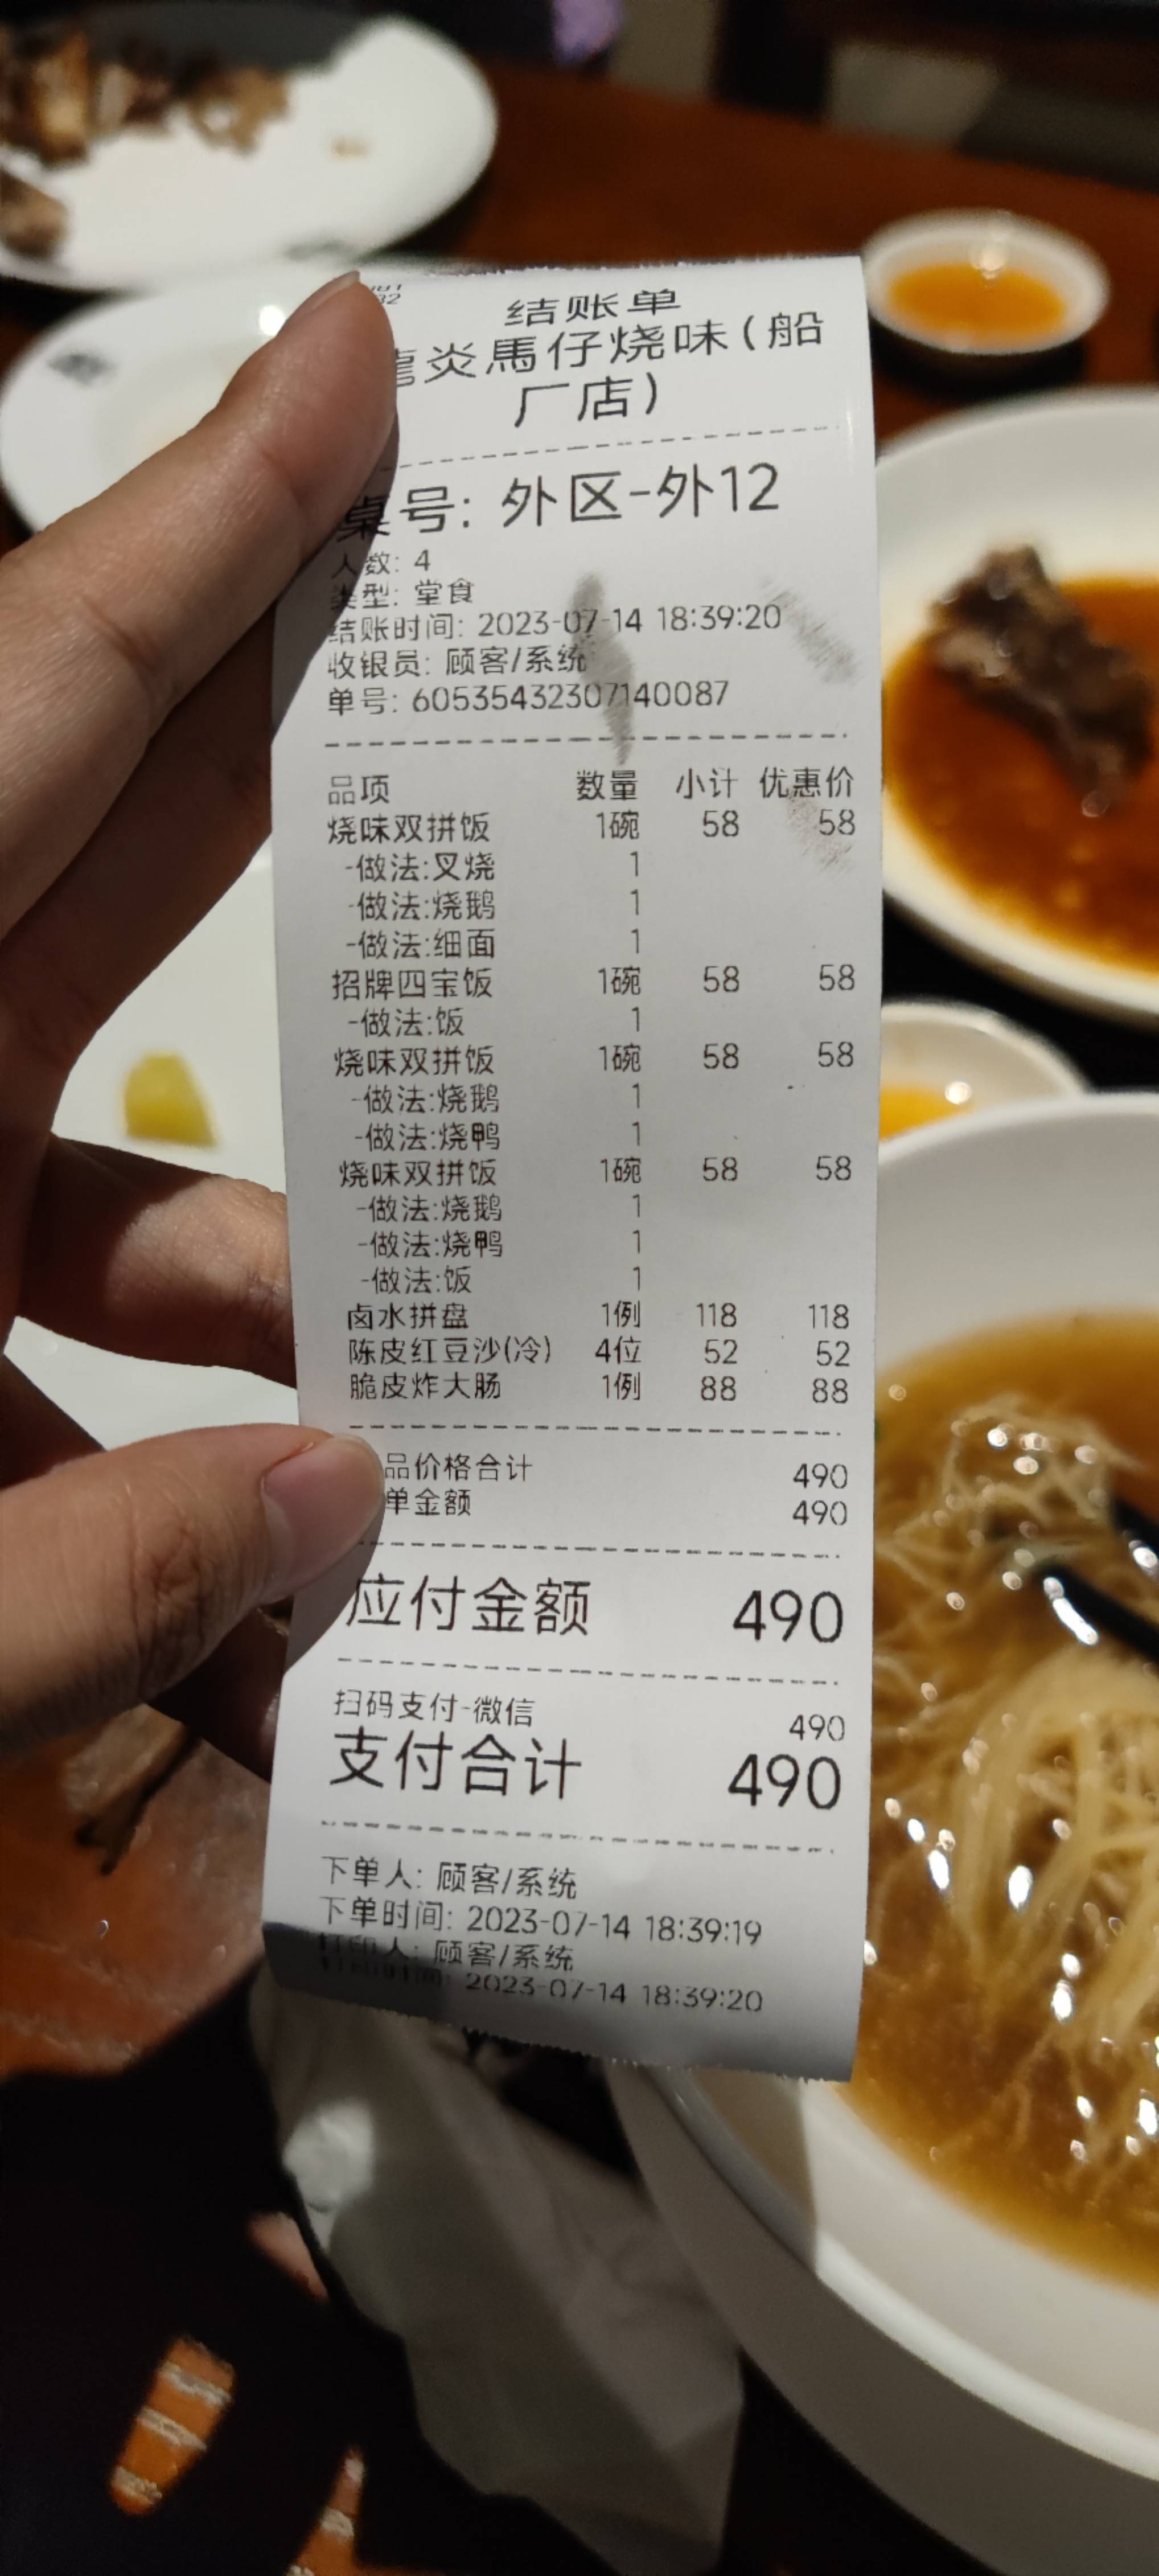 结账单
炎馬仔烧味(船
厂店)
桌号: 外区-外12
人数: 4
类型: 堂食
结账时间: 2023-07-14 18:39:20
收银员: 顾客/系统
单号: 60535432307140087
品项 数量 小计 优惠价
烧味双拼饭 1碗 58 58
-做法:叉烧 1
-做法:烧鹅 1
-做法:细面 1
招牌四宝饭 1碗 58 58
-做法:饭 1
烧味双拼饭 1碗 58 58
-做法:烧鹅 1
-做法:烧鸭 1
烧味双拼饭 1碗 58 58
-做法:烧鹅 1
-做法:烧鸭 1
-做法:饭 1
卤水拼盘 1例 118 118
陈皮红豆沙(冷) 4位 52 52
脆皮炸大肠 1例 88 88
品价格合计 490
单金额 490
应付金额 490
扫码支付-微信 490
支付合计 490
下单人: 顾客/系统
下单时间: 2023-07-14 18:39:19
打印人: 顾客/系统
打印时间: 2023-07-14 18:39:20